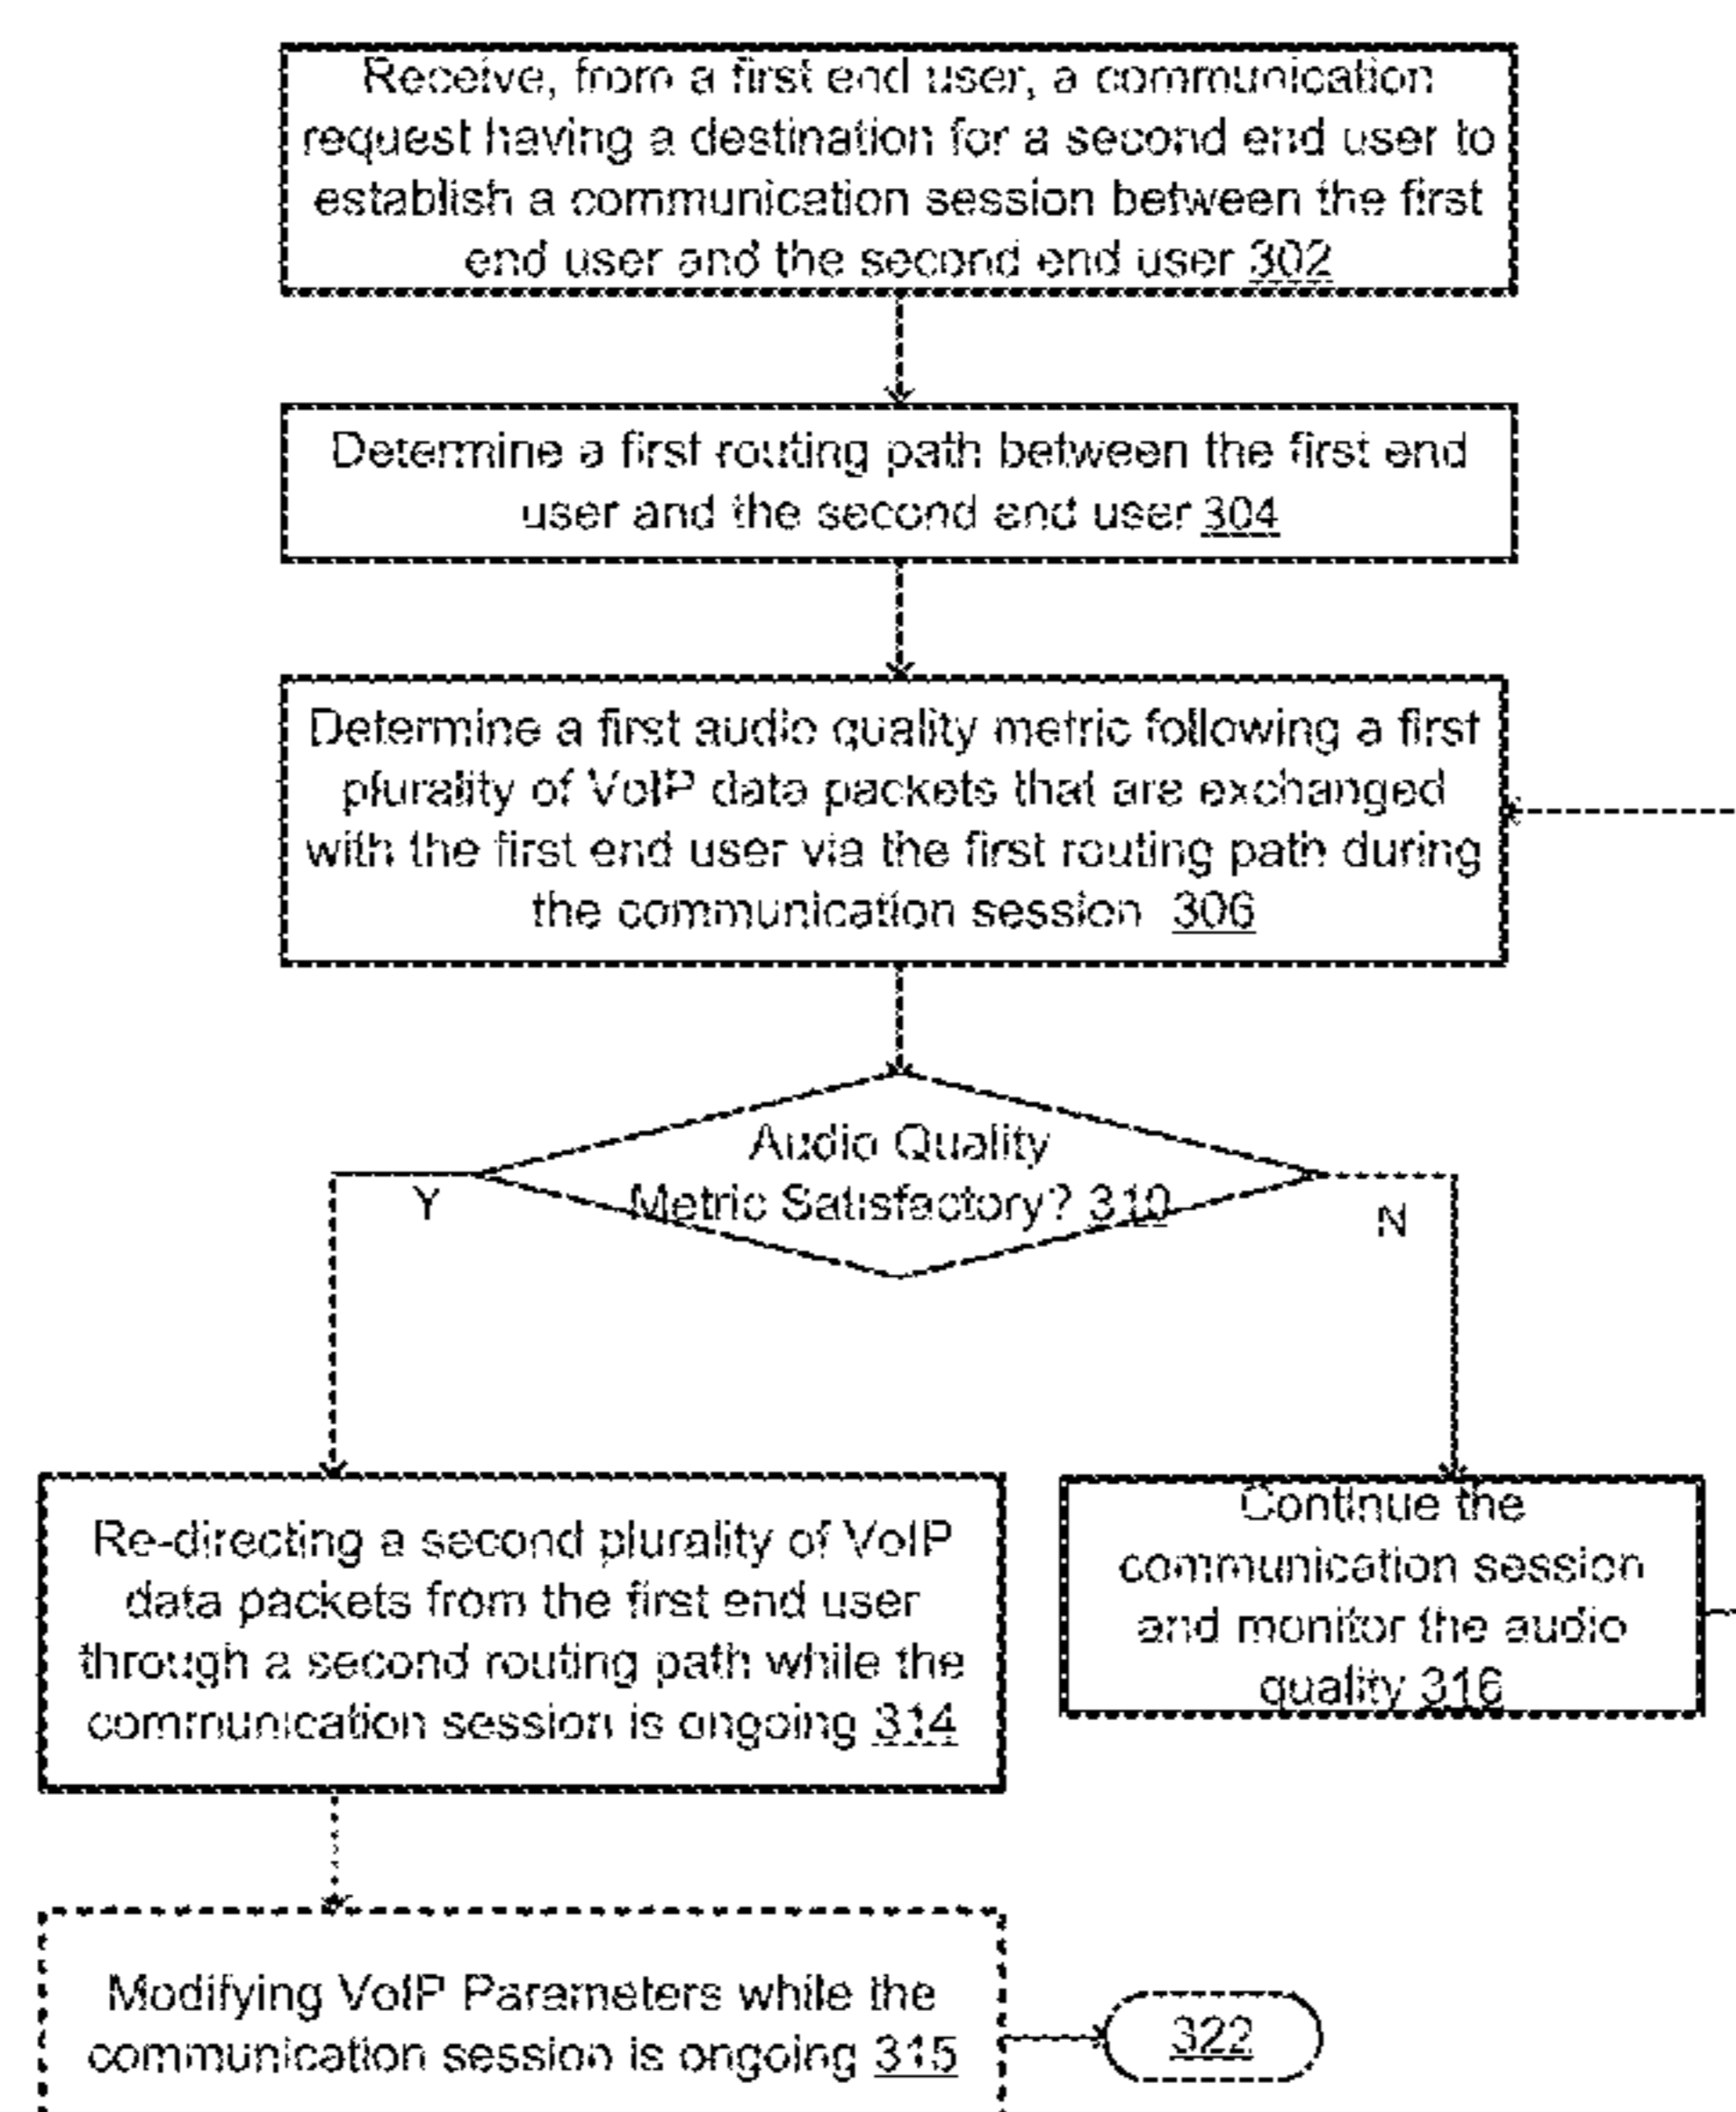 Receive, from a first end user, a communication
request having a destination for a second end user to
establish a communication session between the first
end user and the second end user 302
Determine a first routing path between the first end
user and the second end user 304
Determine a first audio quality metric following a first
plurality of VoIP data packets that are exchanged
with the first end user via the first routing path during
the communication session 306
Audio Quality
Metric Satisfactory? 310
Y
N
Re-directing a second plurality of VoIP
data packets from the first end user
through a second routing path while the
communication session is ongoing 314
Continue the
communication session
and monitor the audio
quality 316
Modifying VoIP Parameters while the
communication session is ongoing 315
322